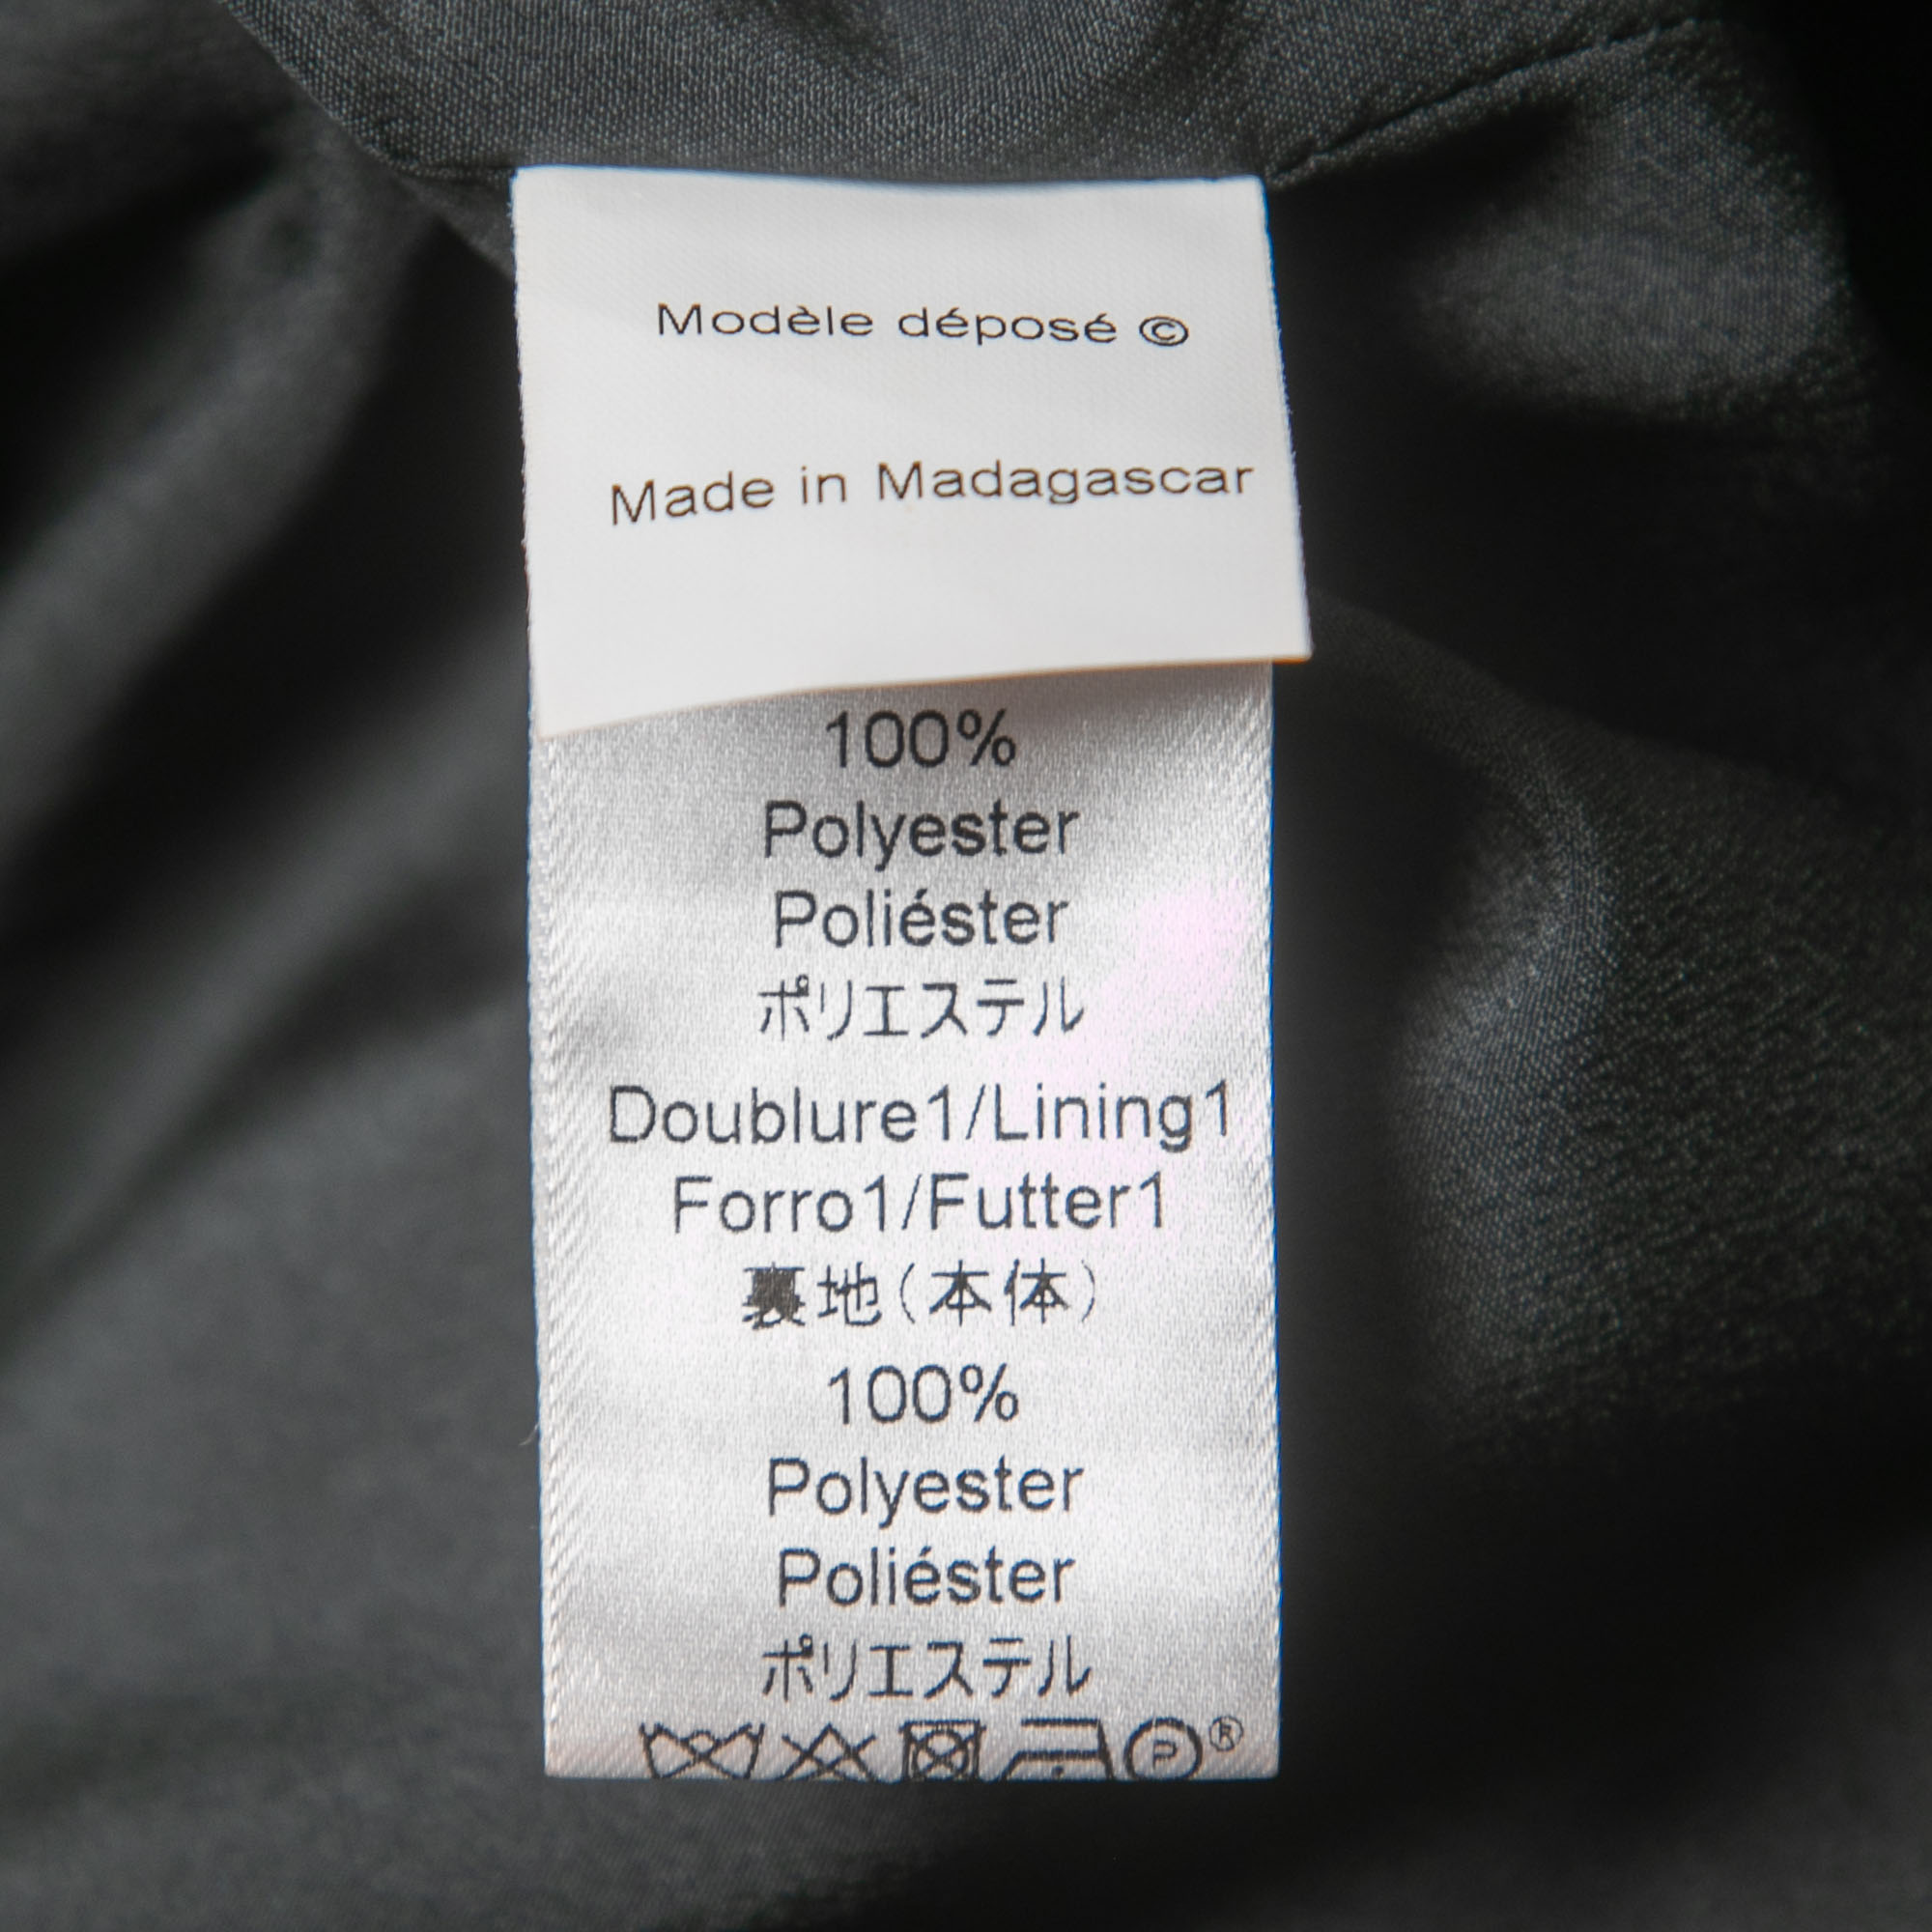 Modèle déposé ©
Made in Madagascar
100%
Polyester
Poliéster
ポリエステル
Doublure1/Lining1
Forro1/Futter1
裏地(本体)
100%
Polyester
Poliéster
ポリエステル
P ®